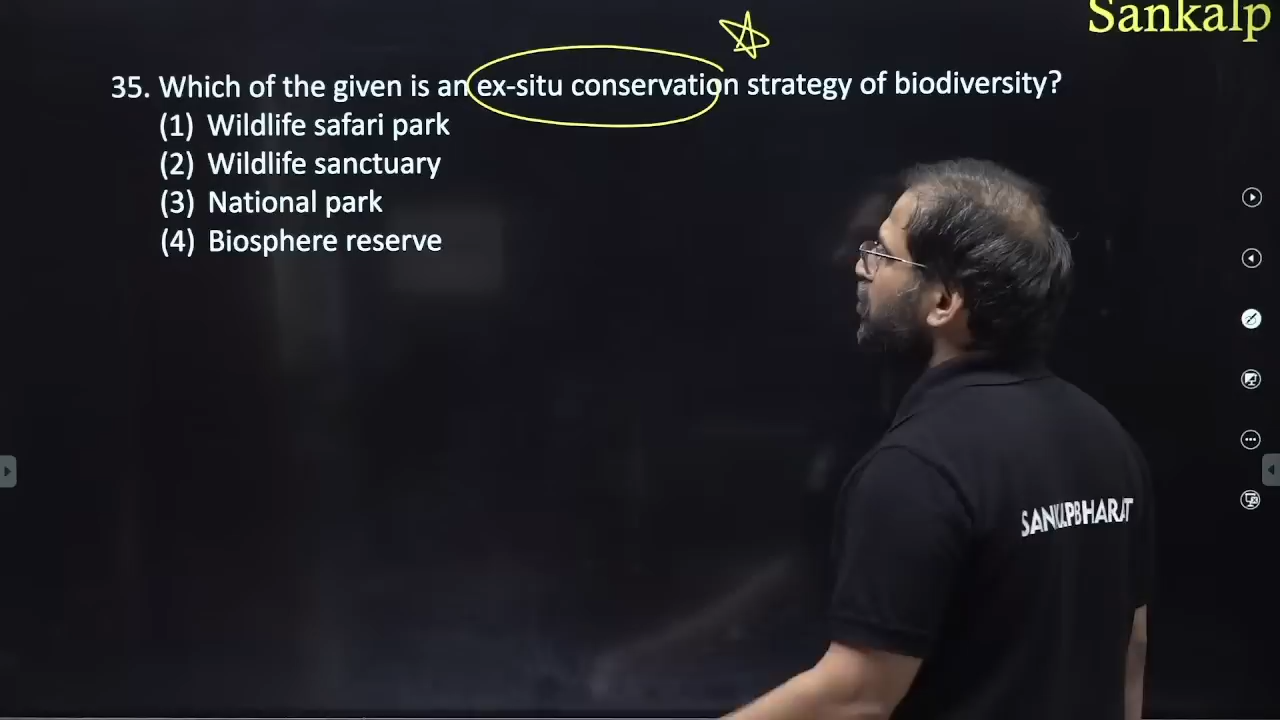 Sankalp
35. Which of the given is an ex-situ conservation strategy of biodiversity?
(1) Wildlife safari park
(2) Wildlife sanctuary
(3) National park
(4) Biosphere reserve
SANKALPBHARAT